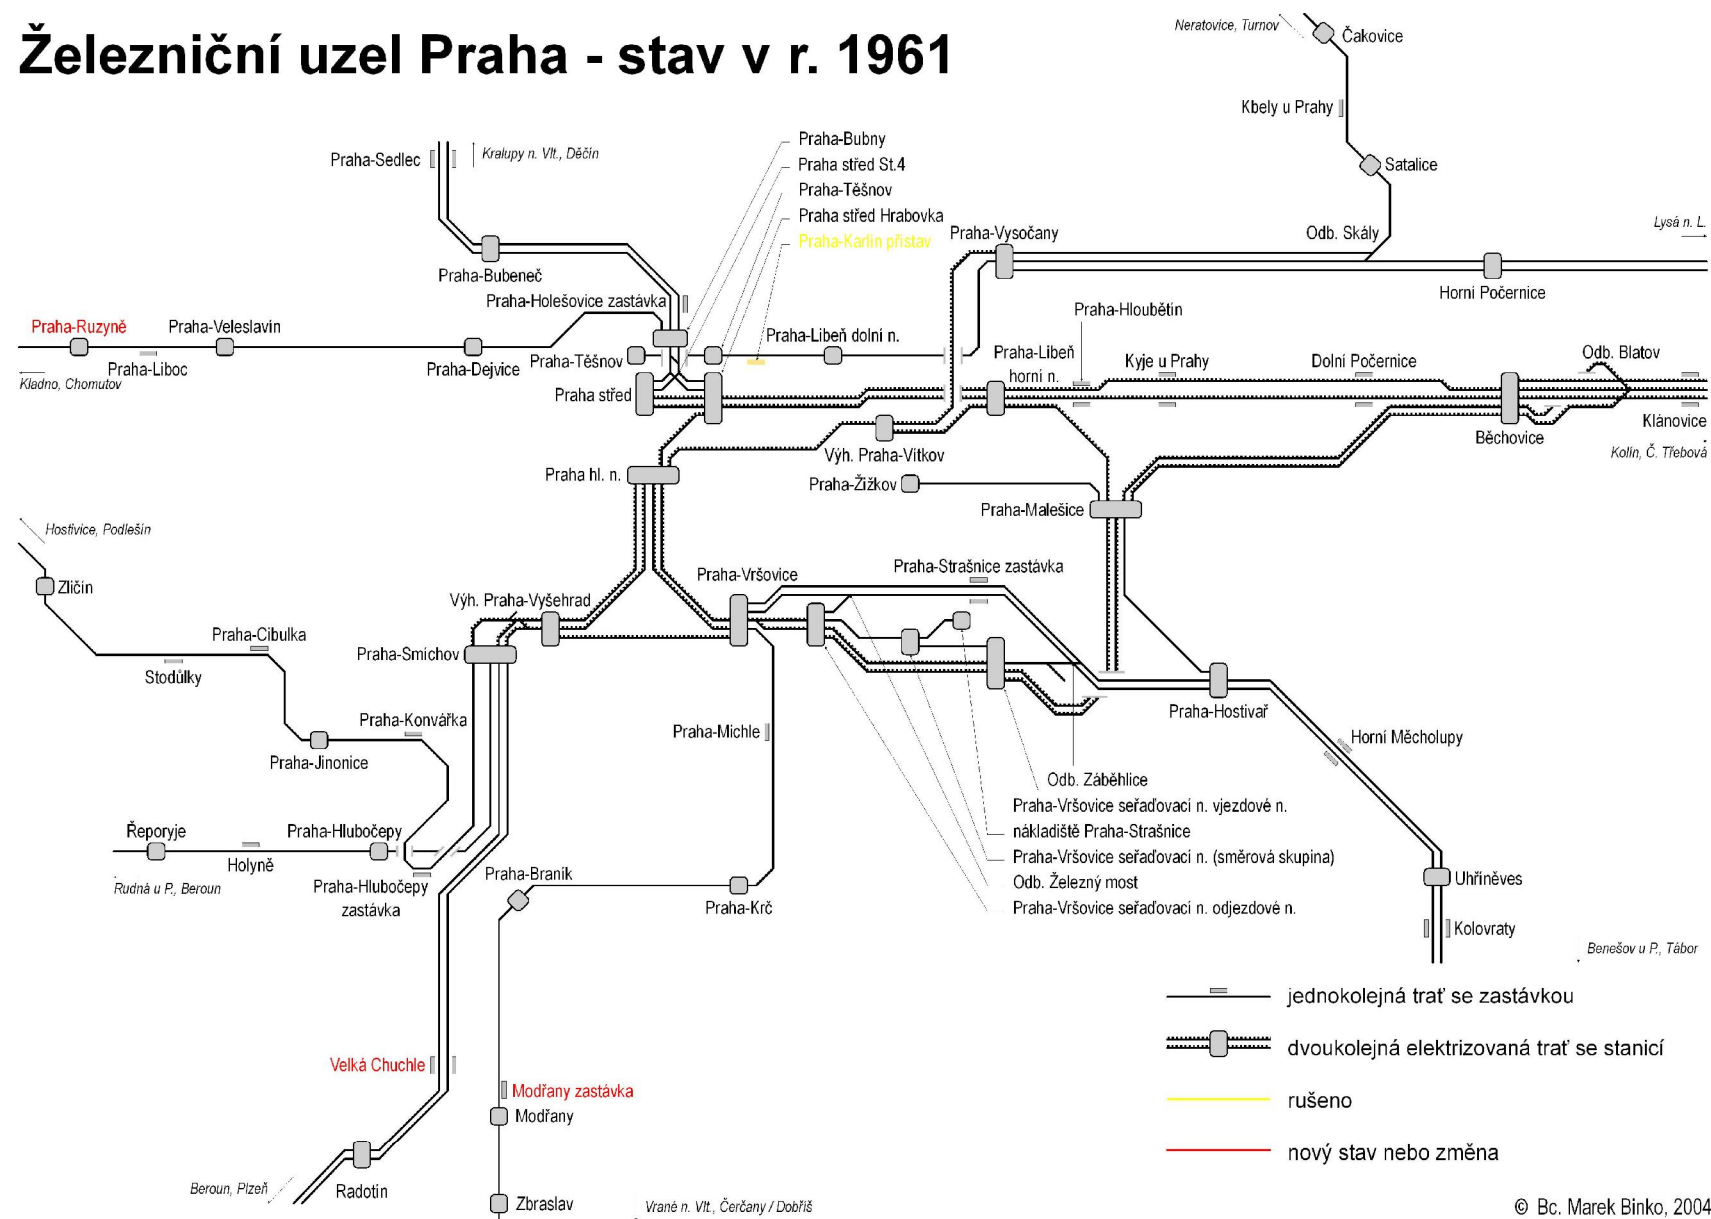 Železniční uzel Praha - stav v r. 1961
Neratovice, Turnov
Čakovice
Kbely u Prahy
Satalice
Praha-Sedlec
Kralupy n. Vlt., Děčín
Praha-Bubny
Praha střed St.4
Praha-Těšnov
Praha střed Hrabovka
Praha-Karlín přístav
Praha-Vysočany
Odb. Skály
Lysá n. L.
Praha-Bubeneč
Horní Počernice
Praha-Holešovice zastávka
Praha-Hloubětín
Praha-Ruzyně
Praha-Veleslavín
Praha-Libeň dolní n.
Praha-Liboc
Praha-Dejvice
Praha-Těšnov
Praha-Libeň
horní n.
Kyje u Prahy
Dolní Počernice
Odb. Blatov
Kladno, Chomutov
Praha střed
Klánovice
Běchovice
Kolín, Č. Třebová
Výh. Praha-Vítkov
Praha hl. n.
Praha-Žižkov
Praha-Malešice
Hostivice, Podlešín
Zličín
Praha-Strašnice zastávka
Praha-Vršovice
Výh. Praha-Vyšehrad
Praha-Cibulka
Praha-Smíchov
Stodůlky
Praha-Konvářka
Praha-Michle
Praha-Hostivař
Horní Měcholupy
Praha-Jinonice
Odb. Záběhlice
Praha-Vršovice seřaďovací n. vjezdové n.
nákladiště Praha-Strašnice
Praha-Vršovice seřaďovací n. (směrová skupina)
Odb. Železný most
Praha-Vršovice seřaďovací n. odjezdové n.
Řeporyje
Praha-Hlubočepy
Holyně
Rudná u P., Beroun
Praha-Hlubočepy
zastávka
Praha-Braník
Praha-Krč
Uhříněves
Kolovraty
Benešov u P., Tábor
jednokolejná trať se zastávkou
dvoukolejná elektrizovaná trať se stanicí
rušeno
nový stav nebo změna
Velká Chuchle
Modřany zastávka
Modřany
Radotín
Beroun, Plzeň
Zbraslav
Vrané n. Vlt., Čerčany / Dobříš
© Bc. Marek Binko, 2004